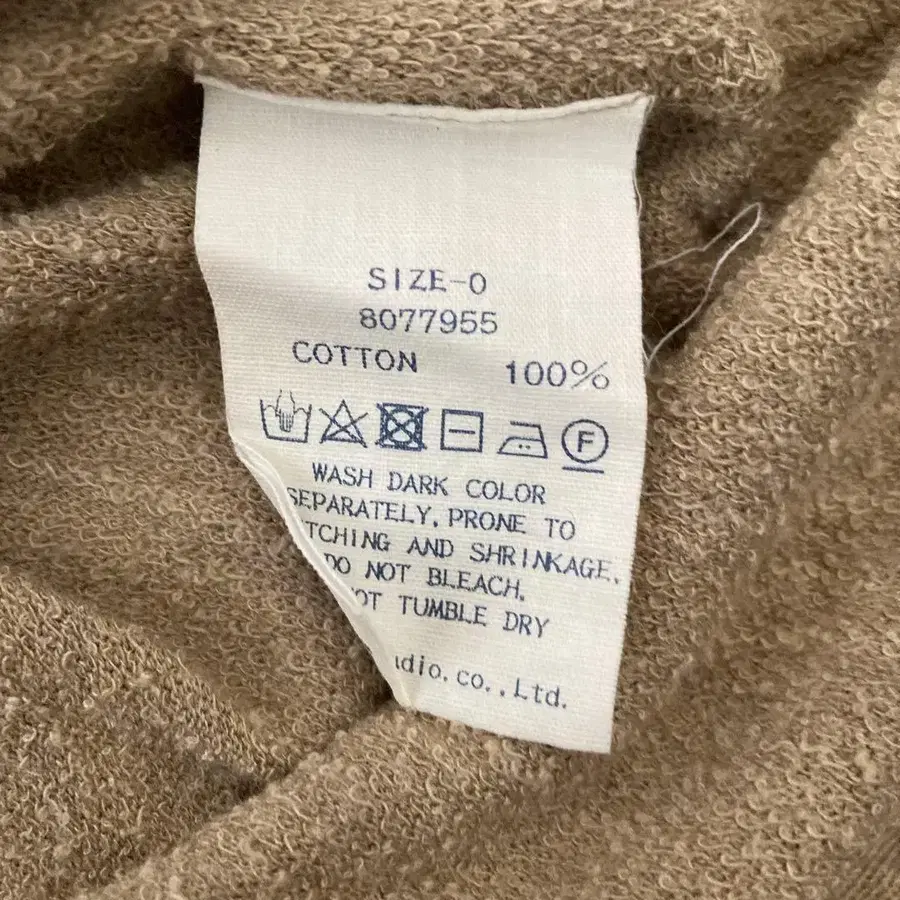 SIZE-0
8077955
COTTON 100%
F
WASH DARK COLOR
SEPARATELY, PRONE TO
TCHING AND SHRINKAGE.
DO NOT BLEACH.
OT TUMBLE DRY
dio.co.,Ltd.